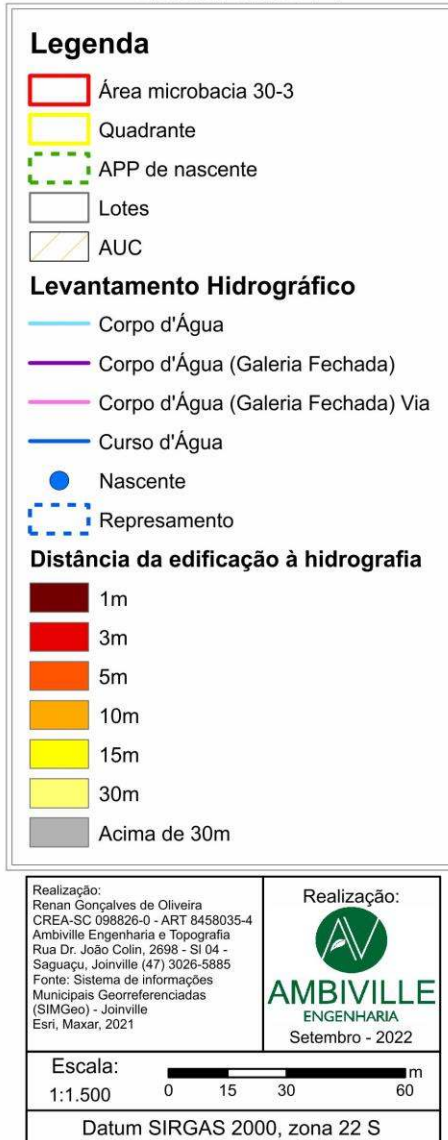 Legenda
Área microbacia 30-3
Quadrante
APP de nascente
Lotes
AUC
Levantamento Hidrográfico
Corpo d'Água
Corpo d'Água (Galeria Fechada)
Corpo d'Água (Galeria Fechada) Via
Curso d'Água
Nascente
Represamento
Distância da edificação à hidrografia
1m
3m
5m
10m
15m
30m
Acima de 30m
Realização:
Renan Gonçalves de Oliveira
CREA-SC 098826-0 - ART 8458035-4
Ambiville Engenharia e Topografia
Rua Dr. João Colin, 2698 - Sl 04 -
Saguaçu, Joinville (47) 3026-5885
Fonte: Sistema de informações
Municipais Georreferenciadas
(SIMGeo) - Joinville
Esri, Maxar, 2021
Realização:
AMBIVILLE
ENGENHARIA
Setembro - 2022
Escala:
1:1.500
m
0 15 30 60
Datum SIRGAS 2000, zona 22 S